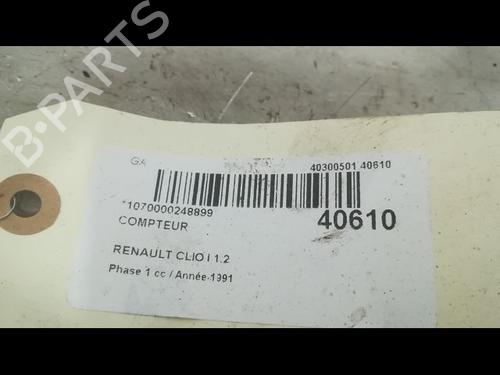 B-PARTS
GA
40300501 40610
*1070000248899
COMPTEUR
40610
RENAULT CLIO I 1.2
Phase 1 cc / Année-1991